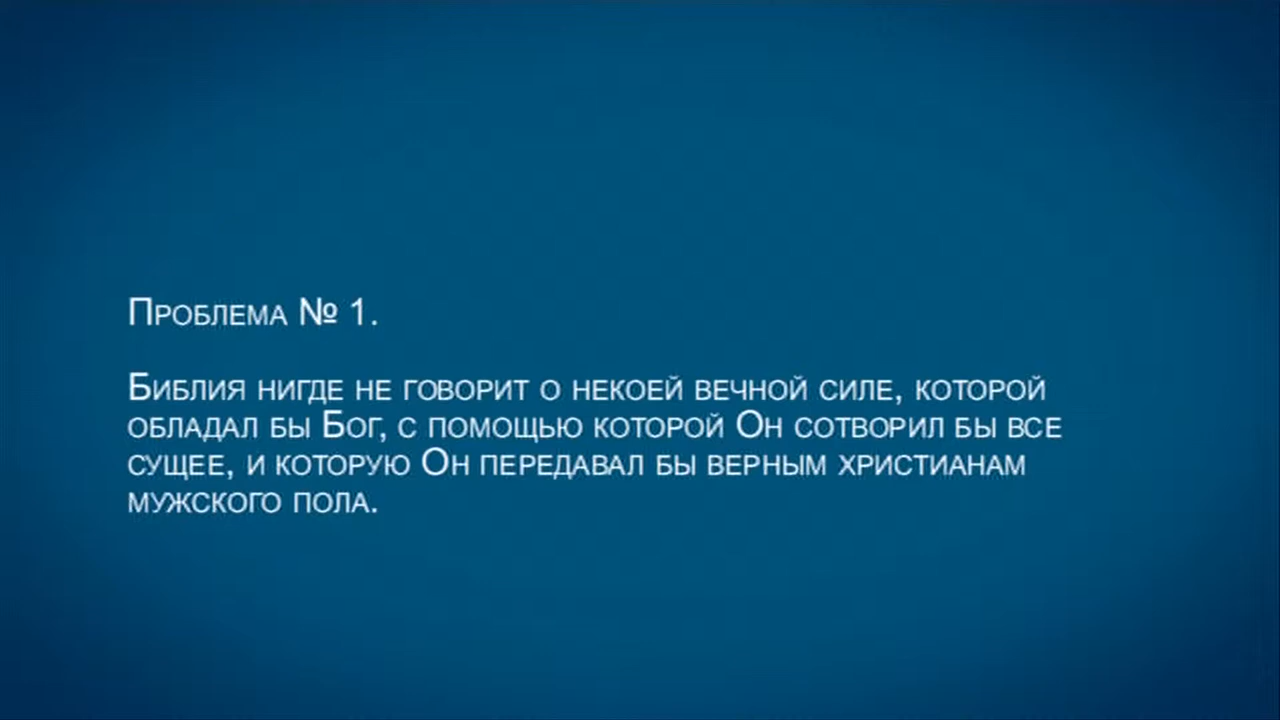 Проблема № 1.
Библия нигде не говорит о некоей вечной силе, которой
обладал бы Бог, с помощью которой Он сотворил бы все
сущее, и которую Он передавал бы верным христианам
мужского пола.